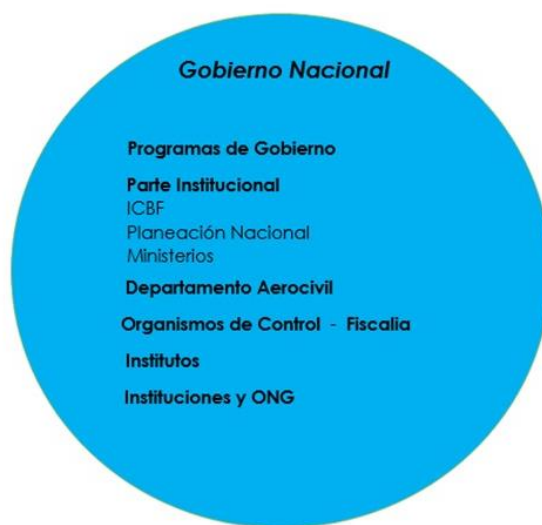 Gobierno Nacional
Programas de Gobierno
Parte Institucional
ICBF
Planeación Nacional
Ministerios
Departamento Aerocivil
Organismos de Control - Fiscalia
Institutos
Instituciones y ONG